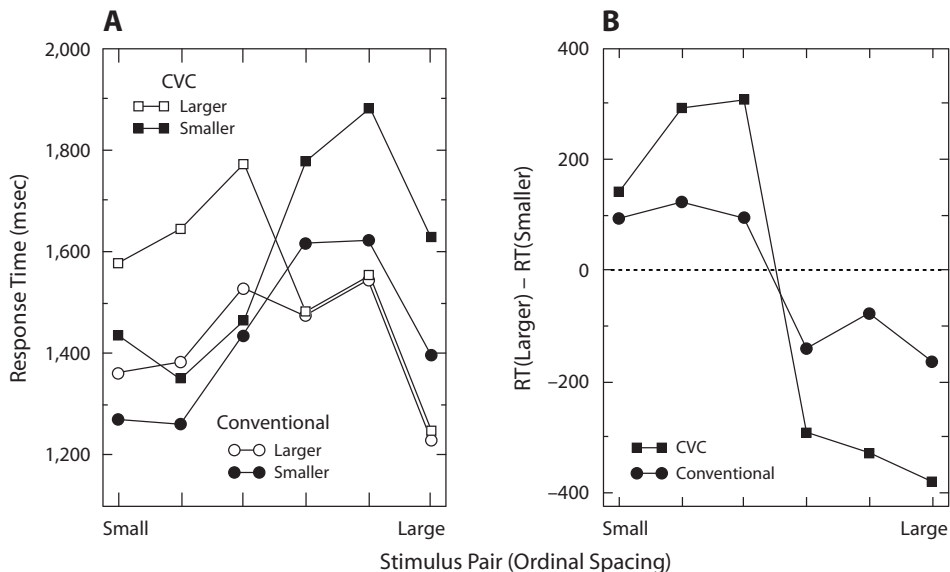 A
2,000
1,800
1,600
1,400
1,200
Response Time (msec)
CVC
Larger
Smaller
Conventional
Larger
Smaller
Small
Large
B
400
200
0
−200
−400
RT(Larger) − RT(Smaller)
CVC
Conventional
Small
Large
Stimulus Pair (Ordinal Spacing)